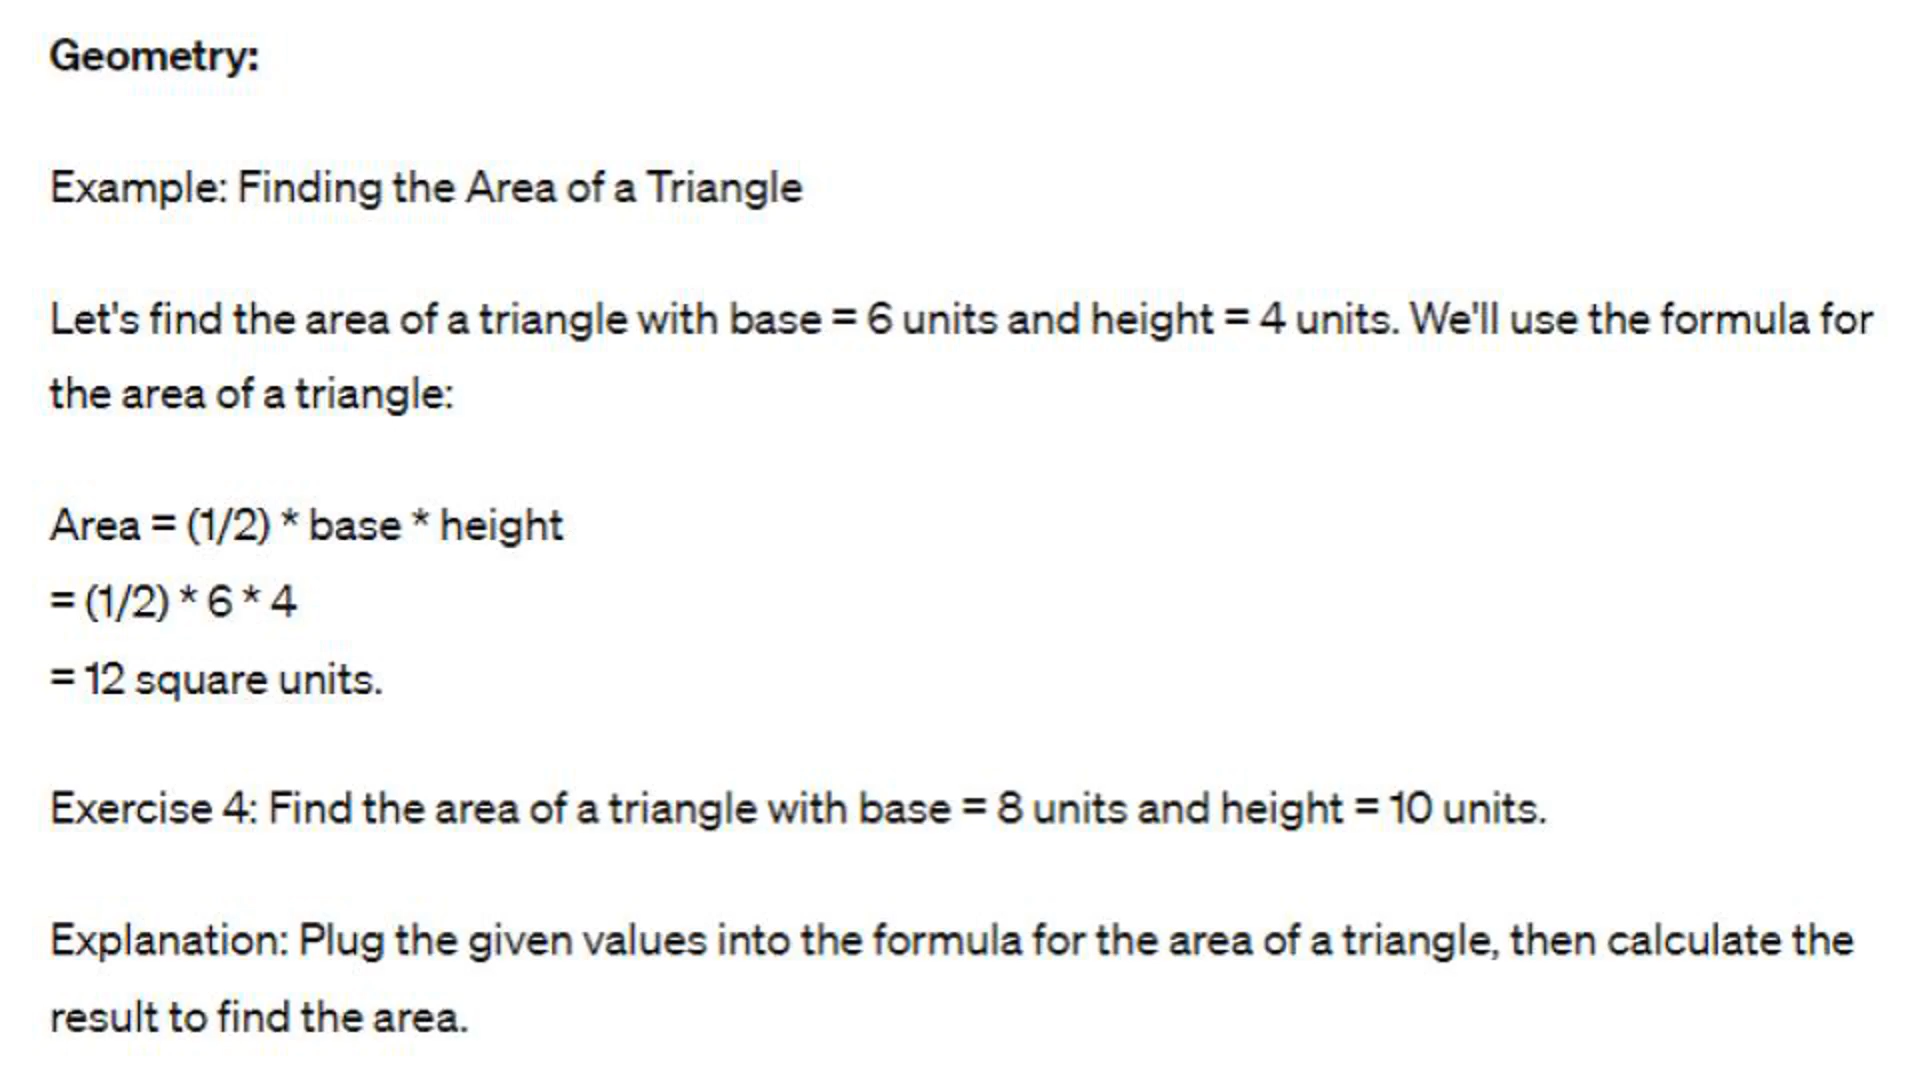 Geometry:
Example: Finding the Area of a Triangle
Let's find the area of a triangle with base = 6 units and height = 4 units. We'll use the formula for
the area of a triangle:
Area = (1/2) * base * height
= (1/2) * 6 * 4
= 12 square units.
Exercise 4: Find the area of a triangle with base = 8 units and height = 10 units.
Explanation: Plug the given values into the formula for the area of a triangle, then calculate the
result to find the area.